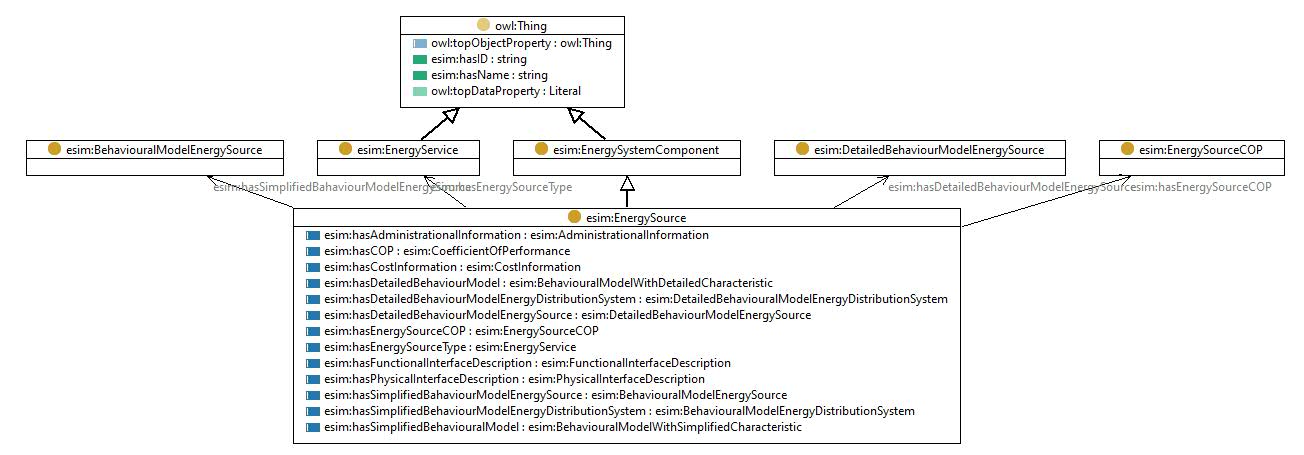 owl:Thing
owl:topObjectProperty : owl:Thing
esim:hasID : string
esim:hasName : string
owl:topDataProperty : Literal
esim:BehaviouralModelEnergySource
esim:EnergyService
esim:EnergySystemComponent
esim:DetailedBehaviourModelEnergySource
esim:EnergySourceCOP
esim:hasSimplifiedBahaviourModelEnergySource
esim:hasEnergySourceType
esim:hasDetailedBehaviourModelEnergySource
esim:hasEnergySourceCOP
esim:EnergySource
esim:hasAdministrationalInformation : esim:AdministrationalInformation
esim:hasCOP : esim:CoefficientOfPerformance
esim:hasCostInformation : esim:CostInformation
esim:hasDetailedBehaviourModel : esim:BehaviouralModelWithDetailedCharacteristic
esim:hasDetailedBehaviourModelEnergyDistributionSystem : esim:DetailedBehaviouralModelEnergyDistributionSystem
esim:hasDetailedBehaviourModelEnergySource : esim:DetailedBehaviourModelEnergySource
esim:hasEnergySourceCOP : esim:EnergySourceCOP
esim:hasEnergySourceType : esim:EnergyService
esim:hasFunctionalInterfaceDescription : esim:FunctionalInterfaceDescription
esim:hasPhysicalInterfaceDescription : esim:PhysicalInterfaceDescription
esim:hasSimplifiedBahaviourModelEnergySource : esim:BehaviouralModelEnergySource
esim:hasSimplifiedBehaviourModelEnergyDistributionSystem : esim:BehaviouralModelEnergyDistributionSystem
esim:hasSimplifiedBehaviouralModel : esim:BehaviouralModelWithSimplifiedCharacteristic